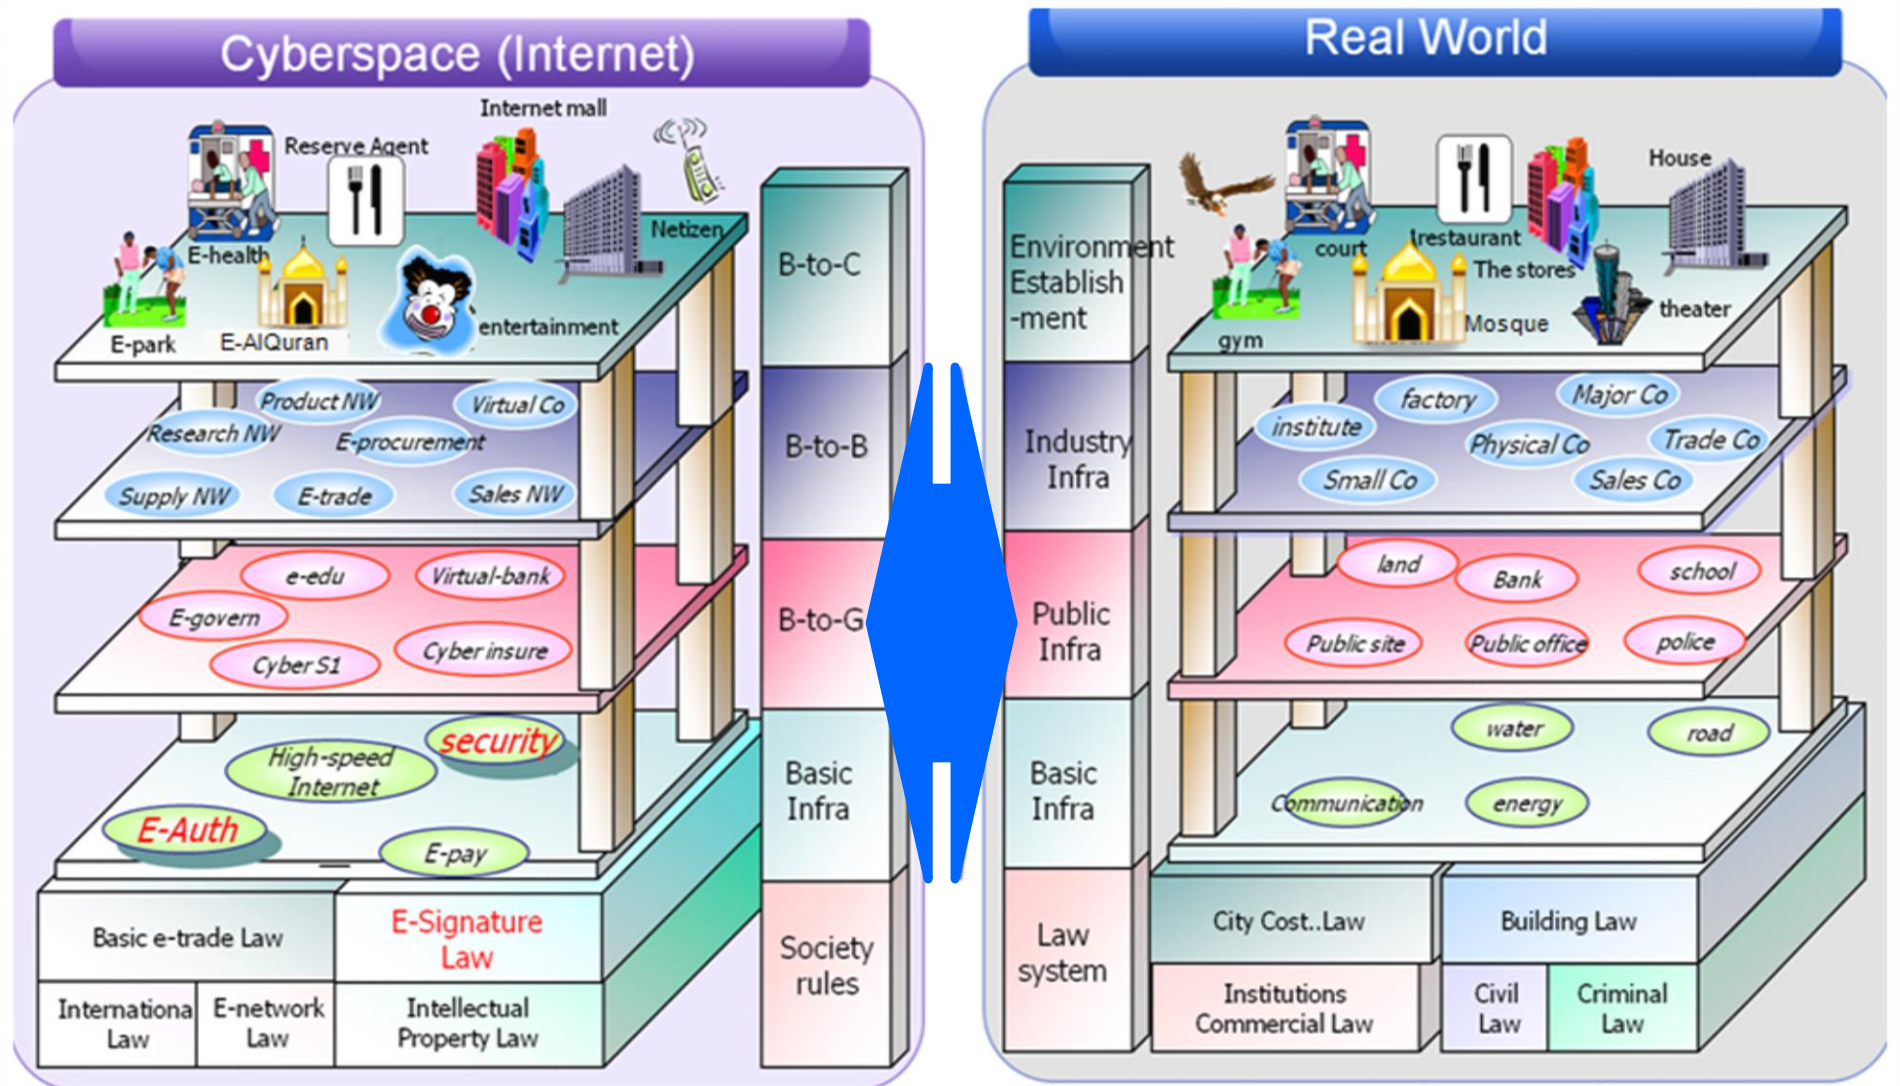 Cyberspace (Internet)
Internet mall
Reserve Agent
Netizen
E-health
entertainment
E-park
E-AlQuran
B-to-C
Product NW
Virtual Co
Research NW
E-procurement
Supply NW
E-trade
Sales NW
B-to-B
e-edu
Virtual-bank
E-govern
Cyber S1
Cyber insure
B-to-G
security
High-speed
Internet
E-Auth
E-pay
Basic
Infra
Basic e-trade Law
E-Signature
Law
Internationa
Law
E-network
Law
Intellectual
Property Law
Society
rules
Real World
House
court
restaurant
The stores
theater
Mosque
gym
Environment
Establish
-ment
factory
Major Co
institute
Physical Co
Trade Co
Small Co
Sales Co
Industry
Infra
land
Bank
school
Public site
Public office
police
Public
Infra
water
road
Communication
energy
Basic
Infra
City Cost..Law
Building Law
Institutions
Commercial Law
Civil
Law
Criminal
Law
Law
system